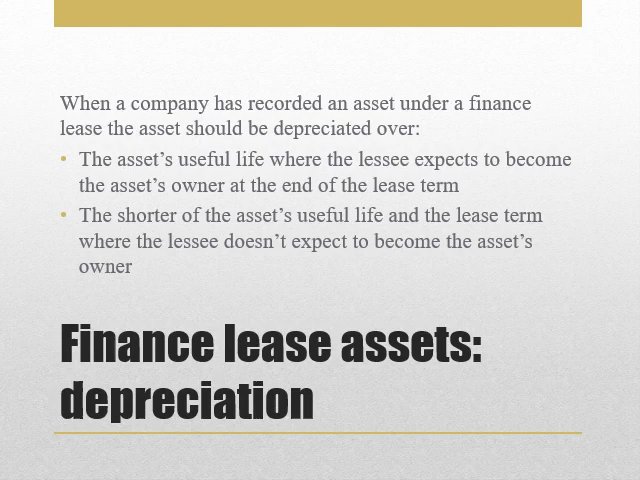 When a company has recorded an asset under a finance
lease the asset should be depreciated over:
• The asset’s useful life where the lessee expects to become
the asset’s owner at the end of the lease term
• The shorter of the asset’s useful life and the lease term
where the lessee doesn’t expect to become the asset’s
owner
Finance lease assets:
depreciation